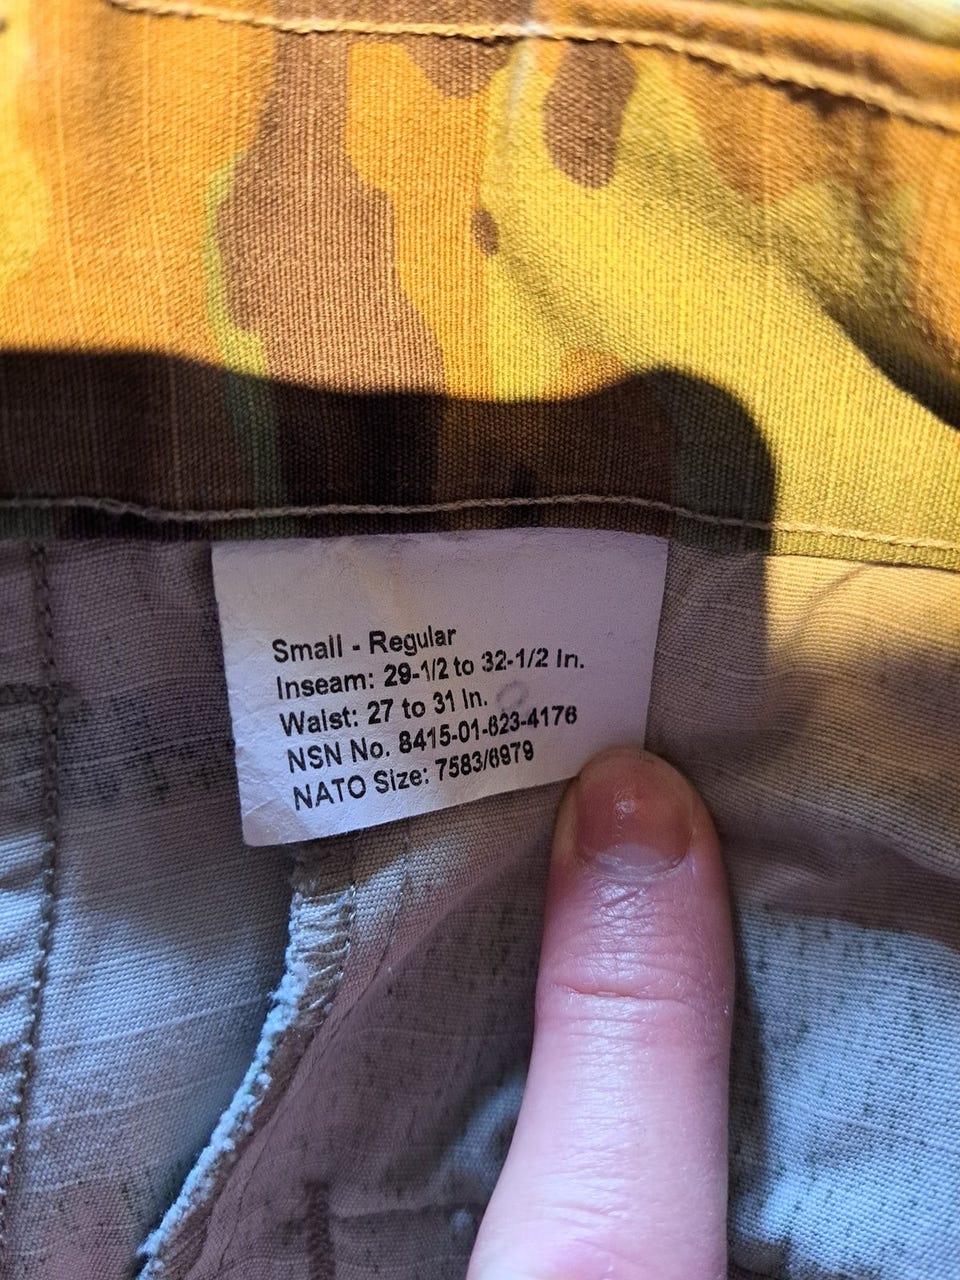 Small - Regular
Inseam: 29-1/2 to 32-1/2 In.
Waist: 27 to 31 In.
NSN No. 8415-01-623-4176
NATO Size: 7583/6979